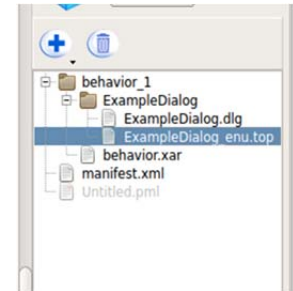 behavior_1
ExampleDialog
ExampleDialog.dlg
ExampleDialog_enu.top
behavior.xar
manifest.xml
Untitled.pml